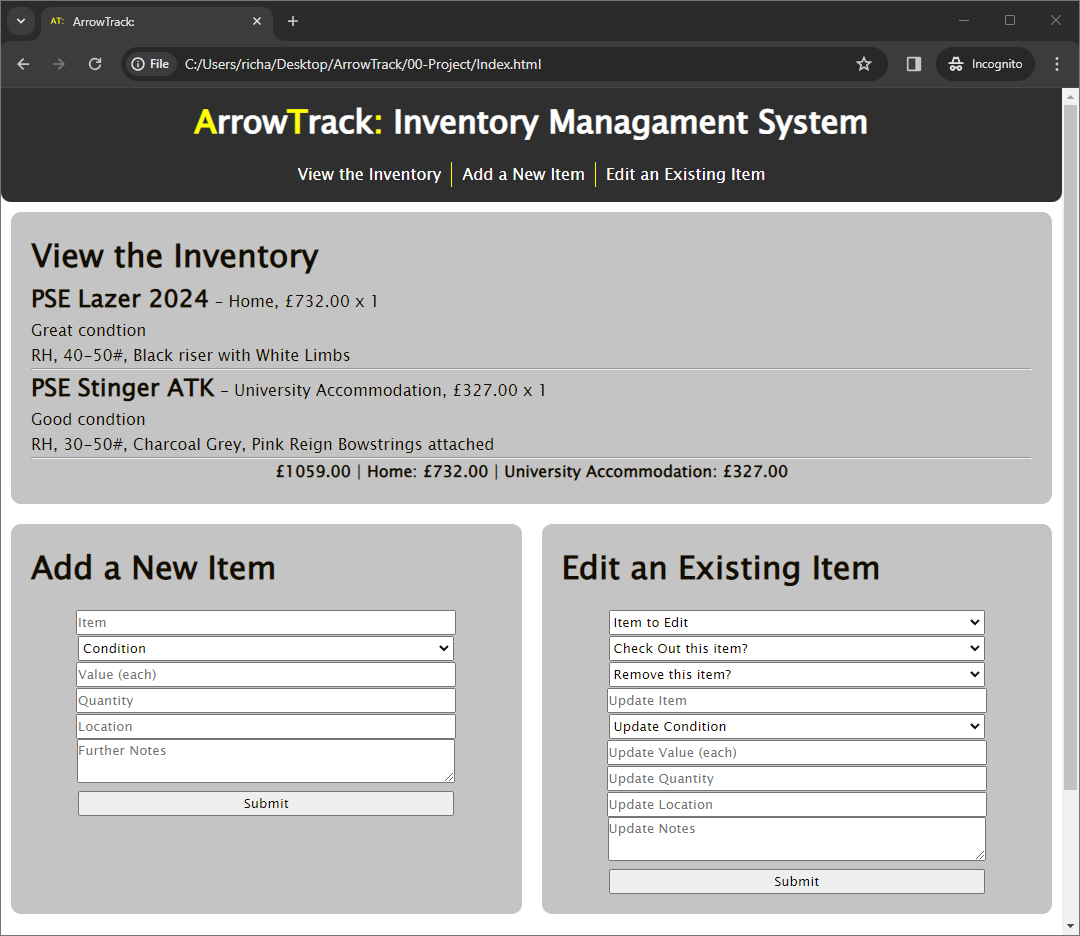 AT: ArrowTrack:
File C:/Users/richa/Desktop/ArrowTrack/00-Project/Index.html Incognito
ArrowTrack: Inventory Managament System
View the Inventory Add a New Item Edit an Existing Item
View the Inventory
PSE Lazer 2024 - Home, £732.00 x 1
Great condtion
RH, 40-50#, Black riser with White Limbs
PSE Stinger ATK - University Accommodation, £327.00 x 1
Good condtion
RH, 30-50#, Charcoal Grey, Pink Reign Bowstrings attached
£1059.00 | Home: £732.00 | University Accommodation: £327.00
Add a New Item
Item
Condition
Value (each)
Quantity
Location
Further Notes
Submit
Edit an Existing Item
Item to Edit
Check Out this item?
Remove this item?
Update Item
Update Condition
Update Value (each)
Update Quantity
Update Location
Update Notes
Submit